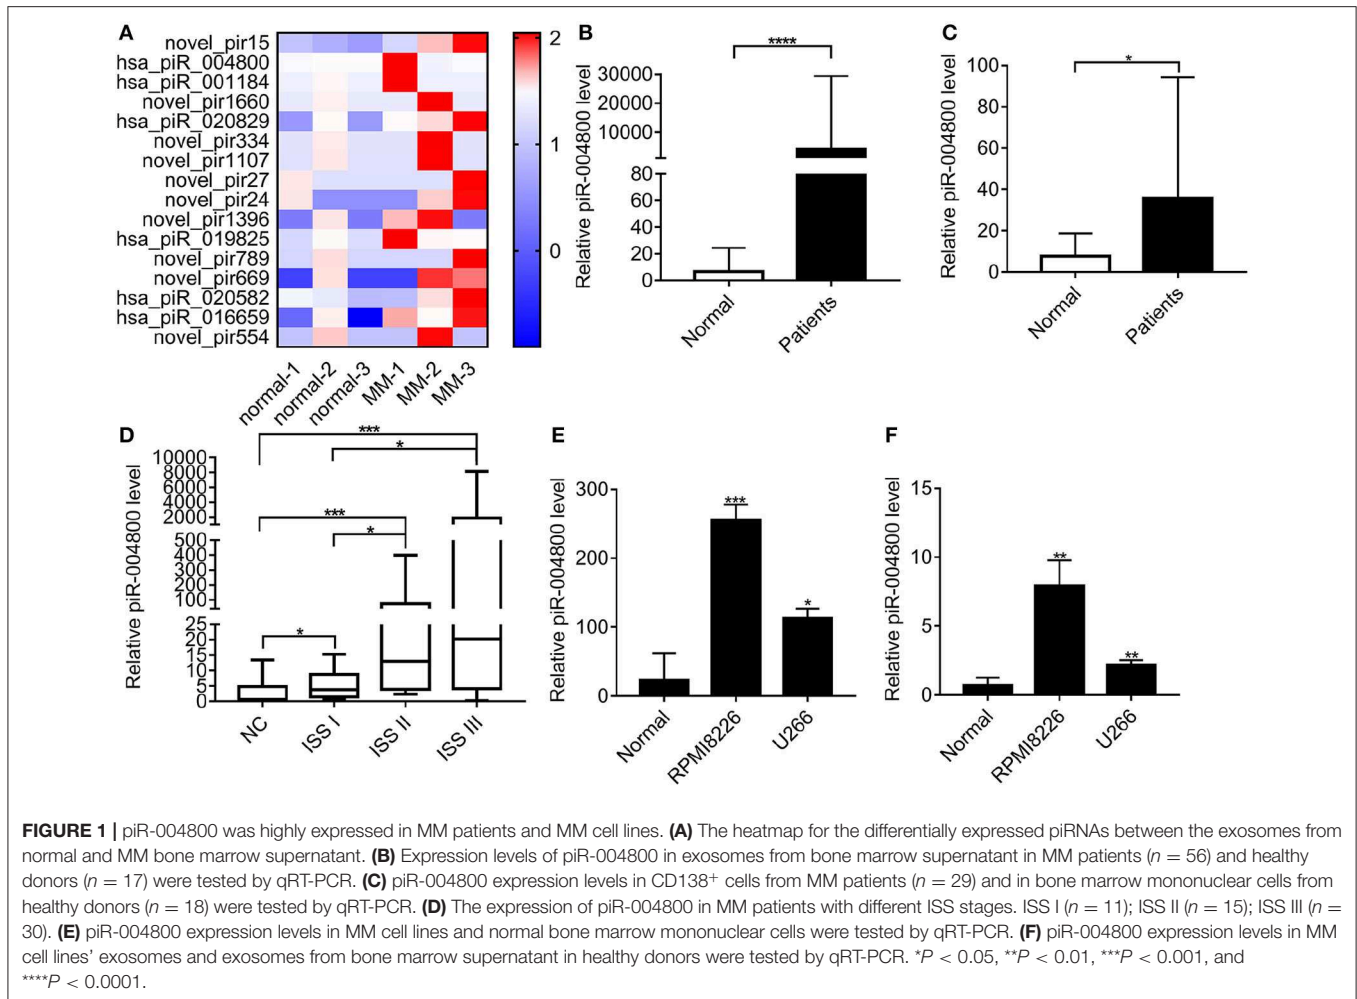 A
novel_pir15
hsa_piR_004800
hsa_piR_001184
novel_pir1660
hsa_piR_020829
novel_pir334
novel_pir1107
novel_pir27
novel_pir24
novel_pir1396
hsa_piR_019825
novel_pir789
novel_pir669
hsa_piR_020582
hsa_piR_016659
novel_pir554
normal-1
normal-2
normal-3
MM-1
MM-2
MM-3
2
1
0
B
Relative piR-004800 level
****
30000
20000
10000
80
60
40
20
0
Normal
Patients
C
Relative piR-004800 level
*
100
80
60
40
20
0
Normal
Patients
D
Relative piR-004800 level
***
*
***
*
*
10000
8000
6000
4000
2000
500
400
300
200
100
25
20
15
10
5
0
NC
ISS I
ISS II
ISS III
E
Relative piR-004800 level
300
200
100
0
***
*
Normal
RPMI8226
U266
F
Relative piR-004800 level
15
10
5
0
**
**
Normal
RPMI8226
U266
FIGURE 1 | piR-004800 was highly expressed in MM patients and MM cell lines. (A) The heatmap for the differentially expressed piRNAs between the exosomes from
normal and MM bone marrow supernatant. (B) Expression levels of piR-004800 in exosomes from bone marrow supernatant in MM patients (n = 56) and healthy
donors (n = 17) were tested by qRT-PCR. (C) piR-004800 expression levels in CD138+ cells from MM patients (n = 29) and in bone marrow mononuclear cells from
healthy donors (n = 18) were tested by qRT-PCR. (D) The expression of piR-004800 in MM patients with different ISS stages. ISS I (n = 11); ISS II (n = 15); ISS III (n =
30). (E) piR-004800 expression levels in MM cell lines and normal bone marrow mononuclear cells were tested by qRT-PCR. (F) piR-004800 expression levels in MM
cell lines' exosomes and exosomes from bone marrow supernatant in healthy donors were tested by qRT-PCR. *P < 0.05, **P < 0.01, ***P < 0.001, and
****P < 0.0001.